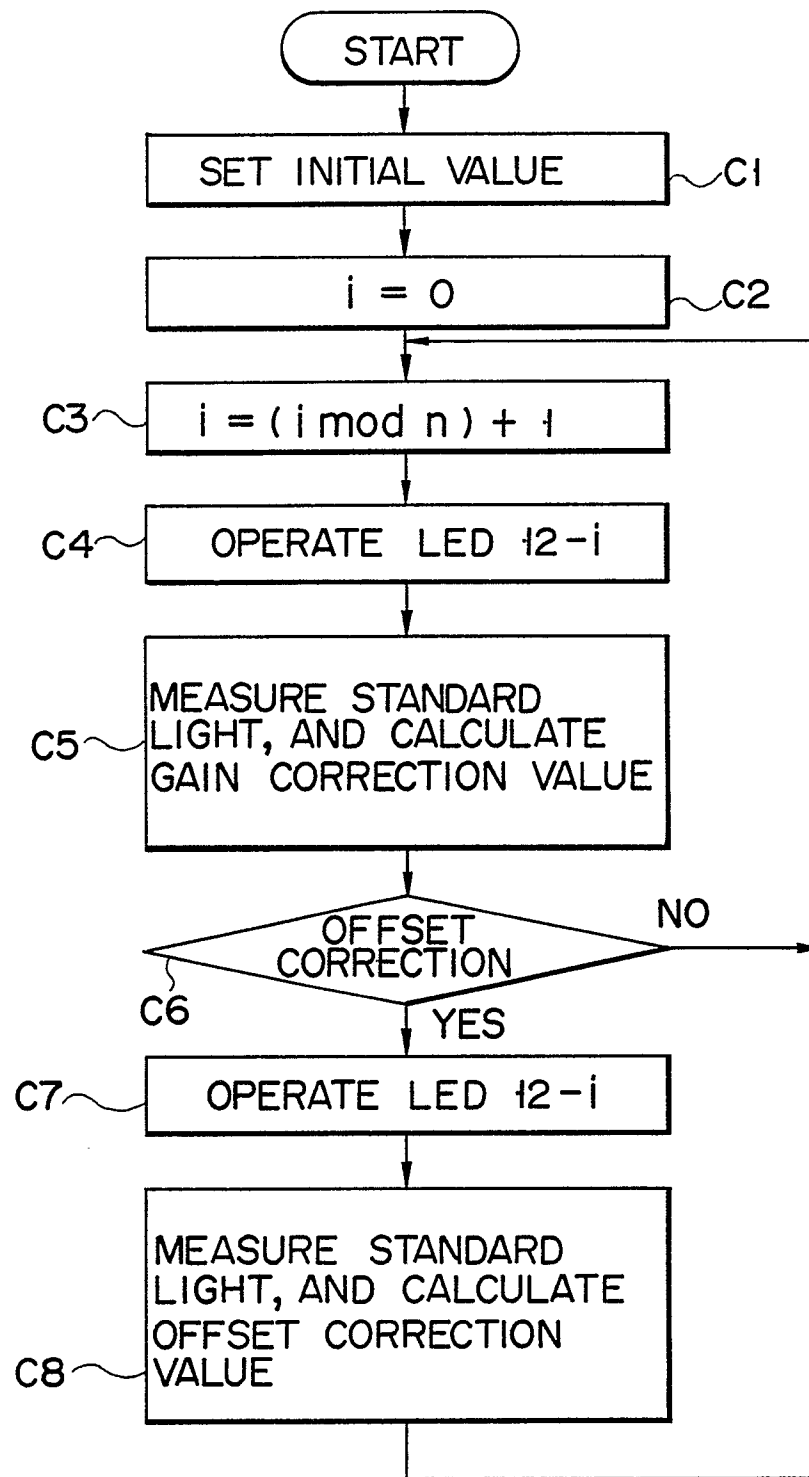 START
SET INITIAL VALUE
C1
i = 0
C2
C3
i = (i mod n) + 1
C4
OPERATE LED 12-i
C5
MEASURE STANDARD
LIGHT, AND CALCULATE
GAIN CORRECTION VALUE
OFFSET
CORRECTION
NO
C6
YES
C7
OPERATE LED 12-i
MEASURE STANDARD
LIGHT, AND CALCULATE
OFFSET CORRECTION
VALUE
C8